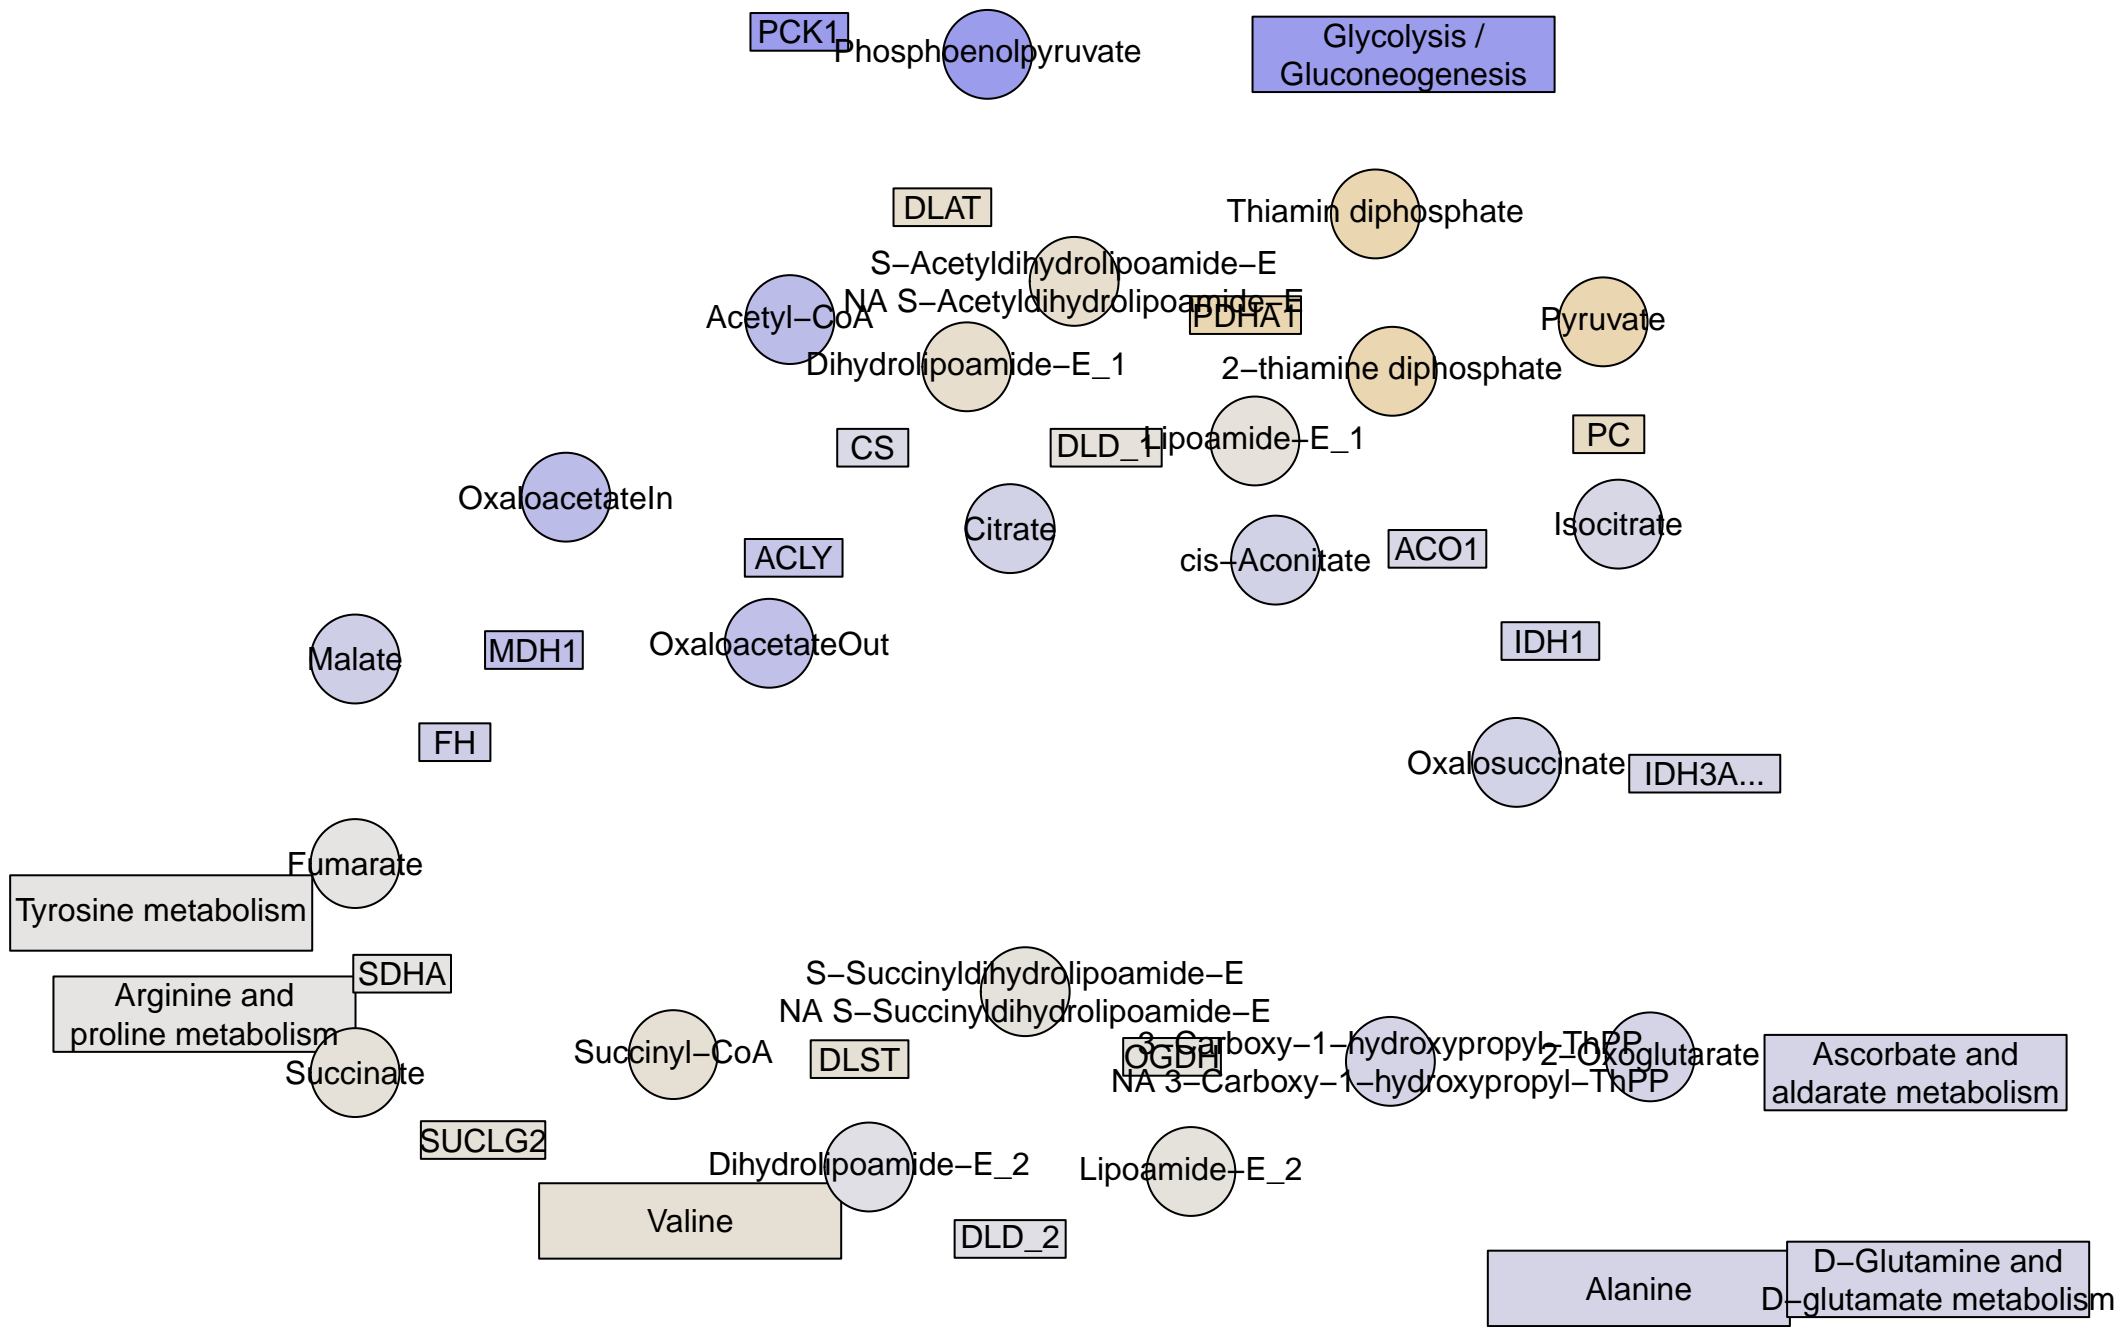 PCK1
Phosphoenolpyruvate
Glycolysis /
Gluconeogenesis
DLAT
Thiamin diphosphate
S−Acetyldihydrolipoamide−E
NA S−Acetyldihydrolipoamide−E
Acetyl−CoA
PDHA1
Pyruvate
Dihydrolipoamide−E_1
2−thiamine diphosphate
CS
DLD_1
Lipoamide−E_1
PC
OxaloacetateIn
Citrate
Isocitrate
ACLY
cis−Aconitate
ACO1
Malate
MDH1
OxaloacetateOut
IDH1
FH
Oxalosuccinate
IDH3A...
Fumarate
Tyrosine metabolism
SDHA
Arginine and
proline metabolism
Succinate
S−Succinyldihydrolipoamide−E
NA S−Succinyldihydrolipoamide−E
Succinyl−CoA
DLST
OGDH
3−Carboxy−1−hydroxypropyl−ThPP
NA 3−Carboxy−1−hydroxypropyl−ThPP
2−Oxoglutarate
Ascorbate and
aldarate metabolism
SUCLG2
Dihydrolipoamide−E_2
Lipoamide−E_2
Valine
DLD_2
Alanine
D−Glutamine and
D−glutamate metabolism